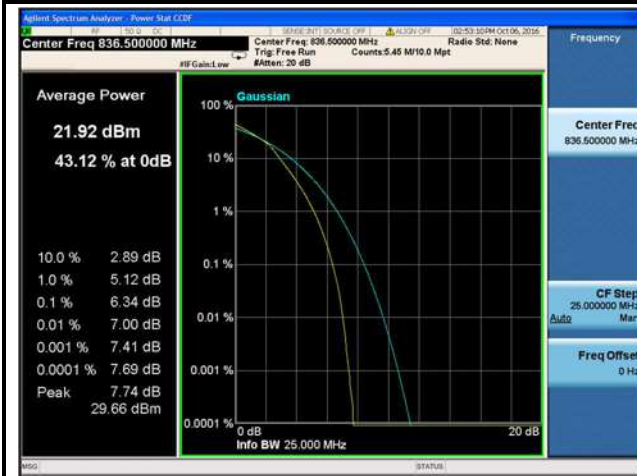 Agilent Spectrum Analyzer - Power Stat CCDF
RF 50 Ω DC SENSE:INT SOURCE OFF ALIGN OFF 02:53:10 PM Oct 06, 2016
Center Freq 836.500000 MHz
Center Freq: 836.500000 MHz Radio Std: None
Trig: Free Run Counts:5.45 M/10.0 Mpt
#IFGain:Low #Atten: 20 dB
Frequency
Average Power
21.92 dBm
43.12 % at 0dB
10.0 % 2.89 dB
1.0 % 5.12 dB
0.1 % 6.34 dB
0.01 % 7.00 dB
0.001 % 7.41 dB
0.0001 % 7.69 dB
Peak 7.74 dB
29.66 dBm
Gaussian
100 %
10 %
1 %
0.1 %
0.01 %
0.001 %
0.0001 %
0 dB 20 dB
Info BW 25.000 MHz
Center Freq
836.500000 MHz
CF Step
25.000000 MHz
Auto Man
Freq Offset
0 Hz
MSG STATUS